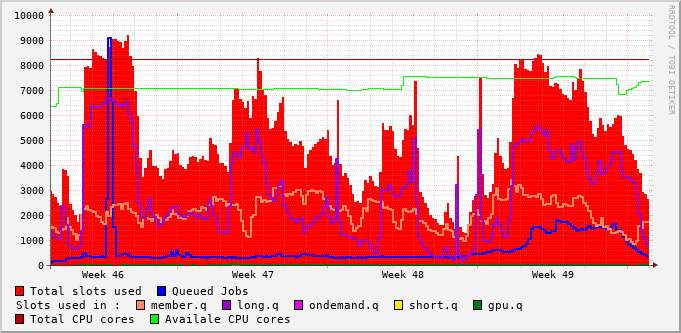 10000
9000
8000
7000
6000
5000
4000
3000
2000
1000
0
Week 46 Week 47 Week 48 Week 49
Total slots used Queued Jobs
Slots used in : member.q long.q ondemand.q short.q gpu.q
Total CPU cores Availale CPU cores
RRDTOOL / TOBI OETIKER